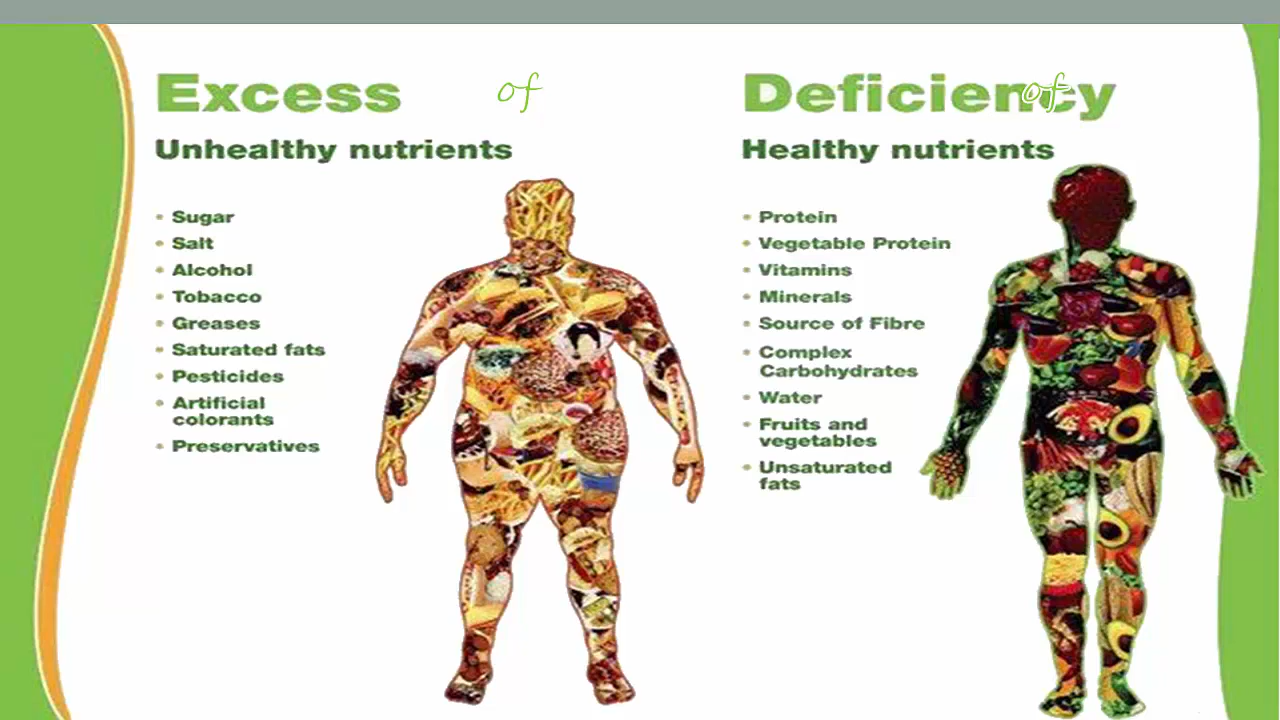 Excess of
Unhealthy nutrients
• Sugar
• Salt
• Alcohol
• Tobacco
• Greases
• Saturated fats
• Pesticides
• Artificial
colorants
• Preservatives
Deficiency of
Healthy nutrients
• Protein
• Vegetable Protein
• Vitamins
• Minerals
• Source of Fibre
• Complex
Carbohydrates
• Water
• Fruits and
vegetables
• Unsaturated
fats